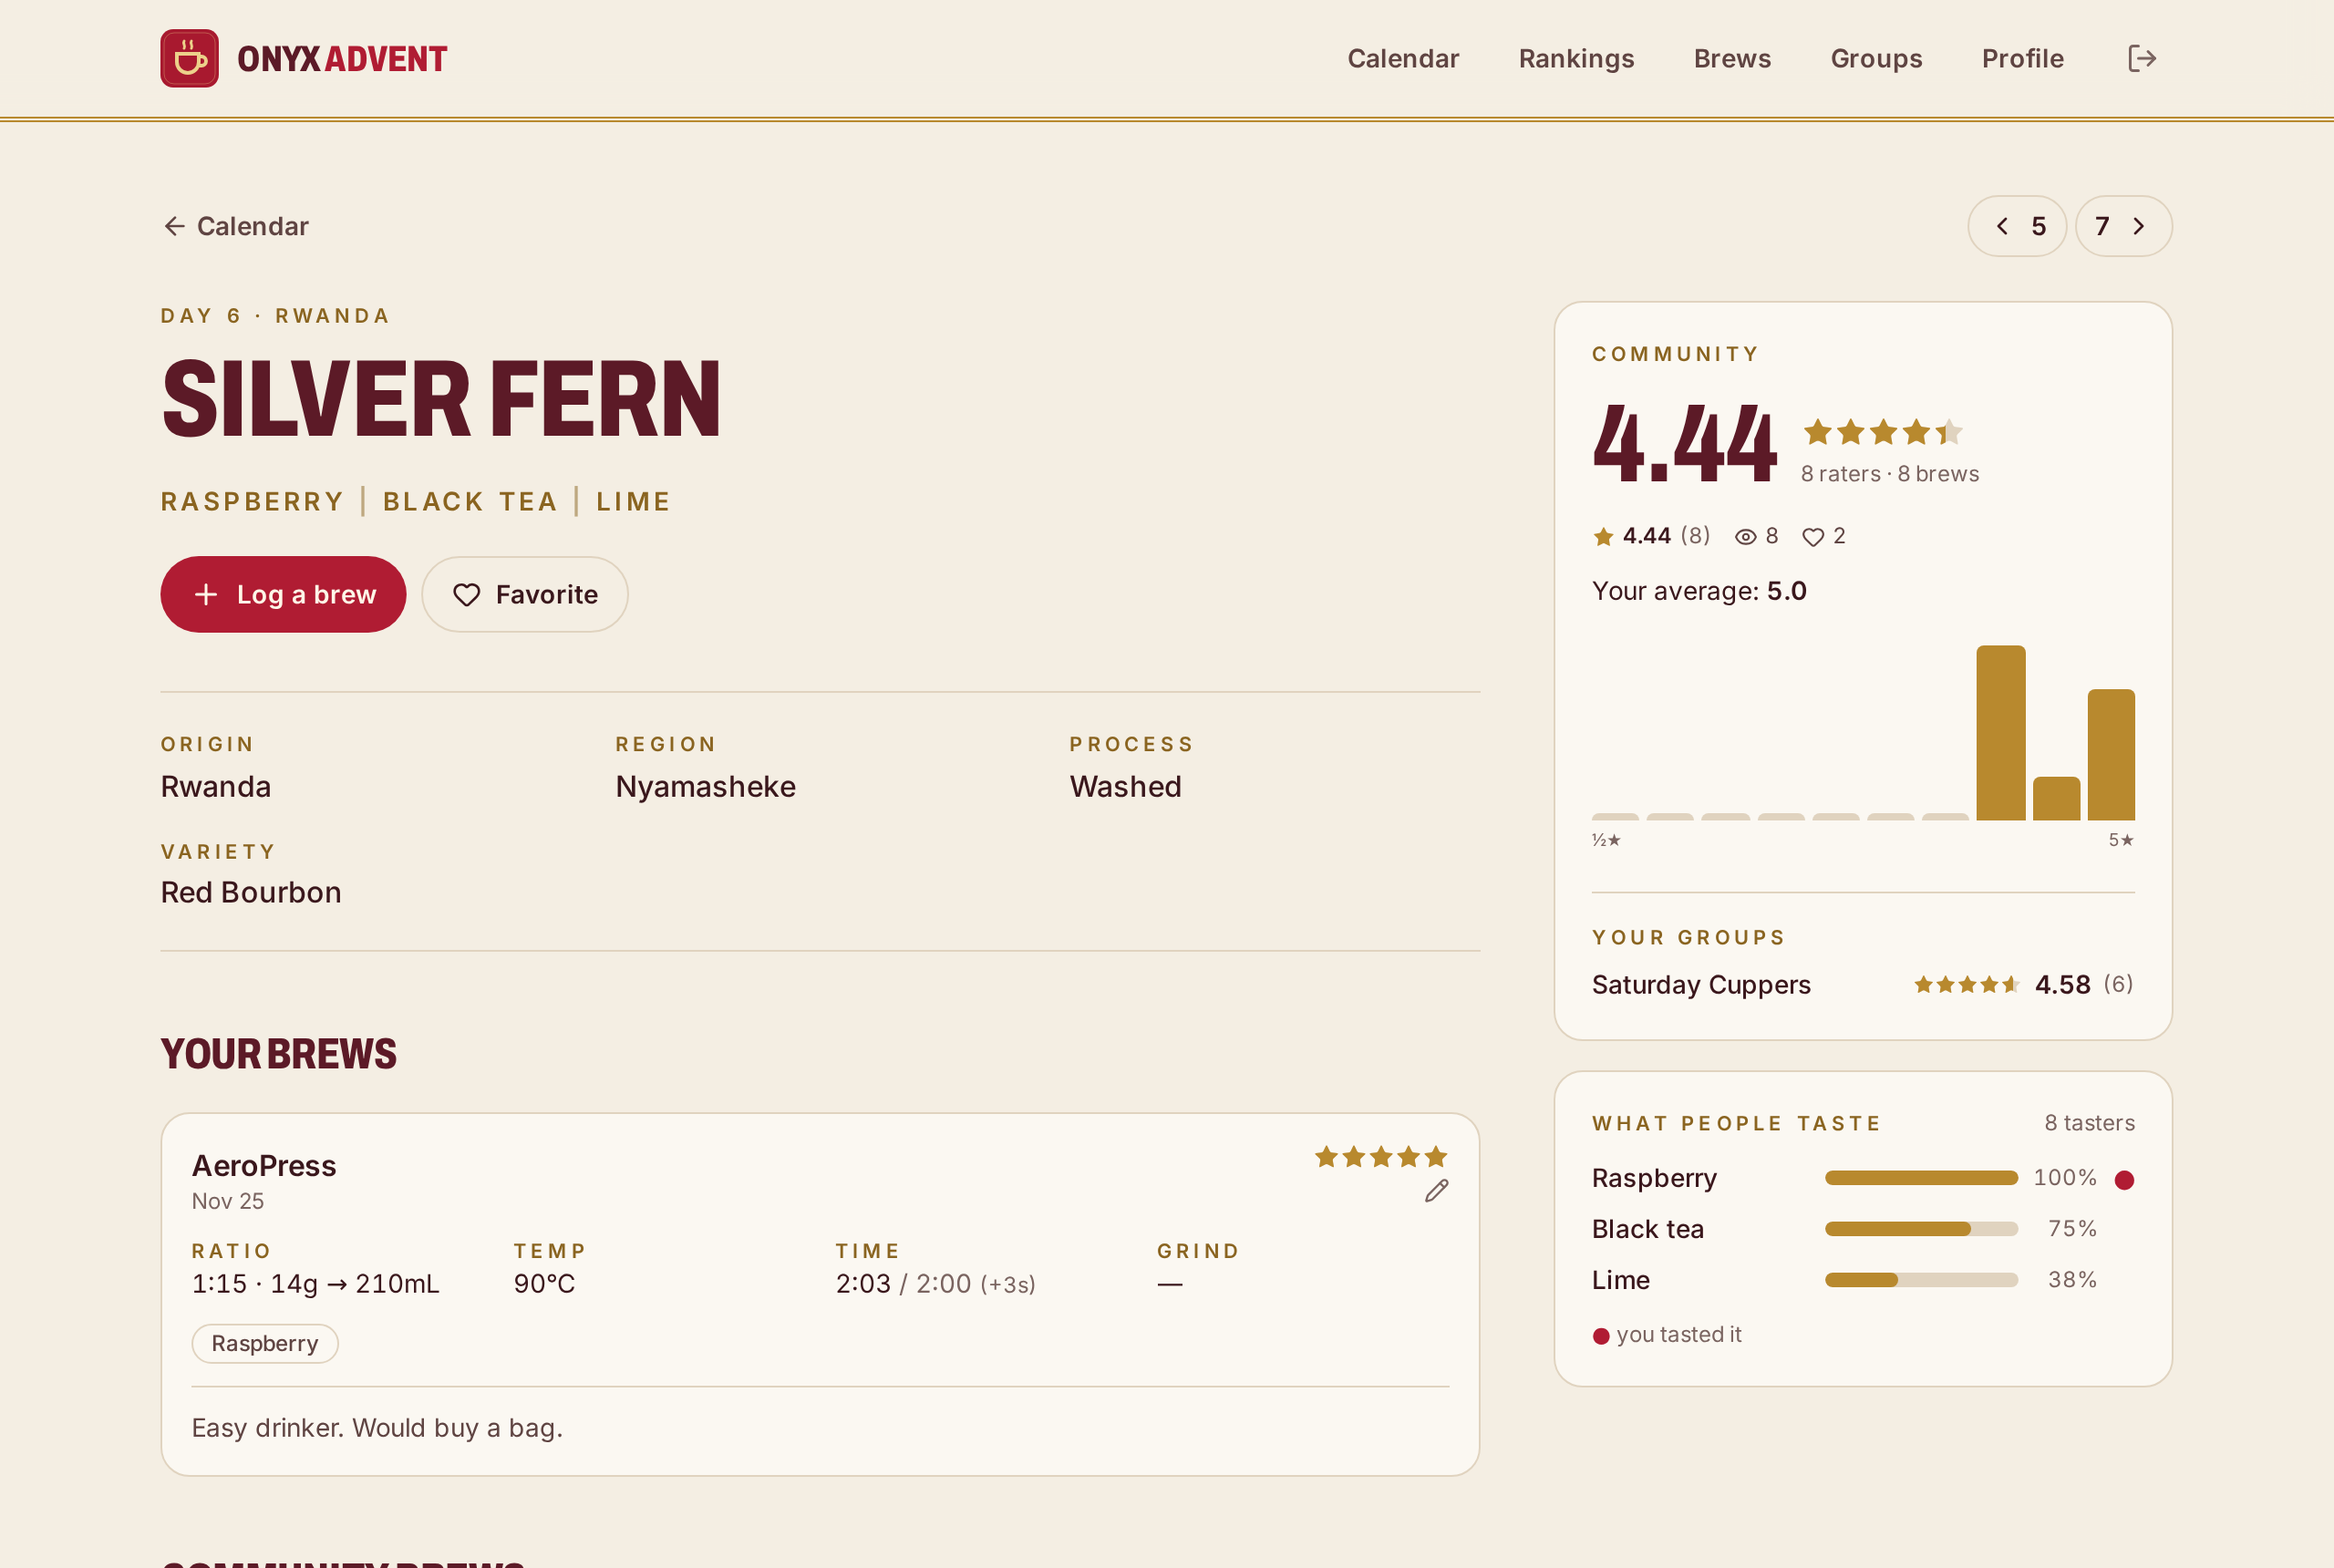 ONYX ADVENT
Calendar
Rankings
Brews
Groups
Profile
Calendar
5
7
DAY 6 · RWANDA
SILVER FERN
RASPBERRY | BLACK TEA | LIME
Log a brew
Favorite
ORIGIN
Rwanda
REGION
Nyamasheke
PROCESS
Washed
VARIETY
Red Bourbon
YOUR BREWS
AeroPress
Nov 25
RATIO
1:15 · 14g → 210mL
TEMP
90°C
TIME
2:03 / 2:00 (+3s)
GRIND
—
Raspberry
Easy drinker. Would buy a bag.
COMMUNITY BREWS
COMMUNITY
4.44
8 raters · 8 brews
★ 4.44 (8)
8
2
Your average: 5.0
½★
5★
YOUR GROUPS
Saturday Cuppers
4.58 (6)
WHAT PEOPLE TASTE
8 tasters
Raspberry
100%
Black tea
75%
Lime
38%
you tasted it